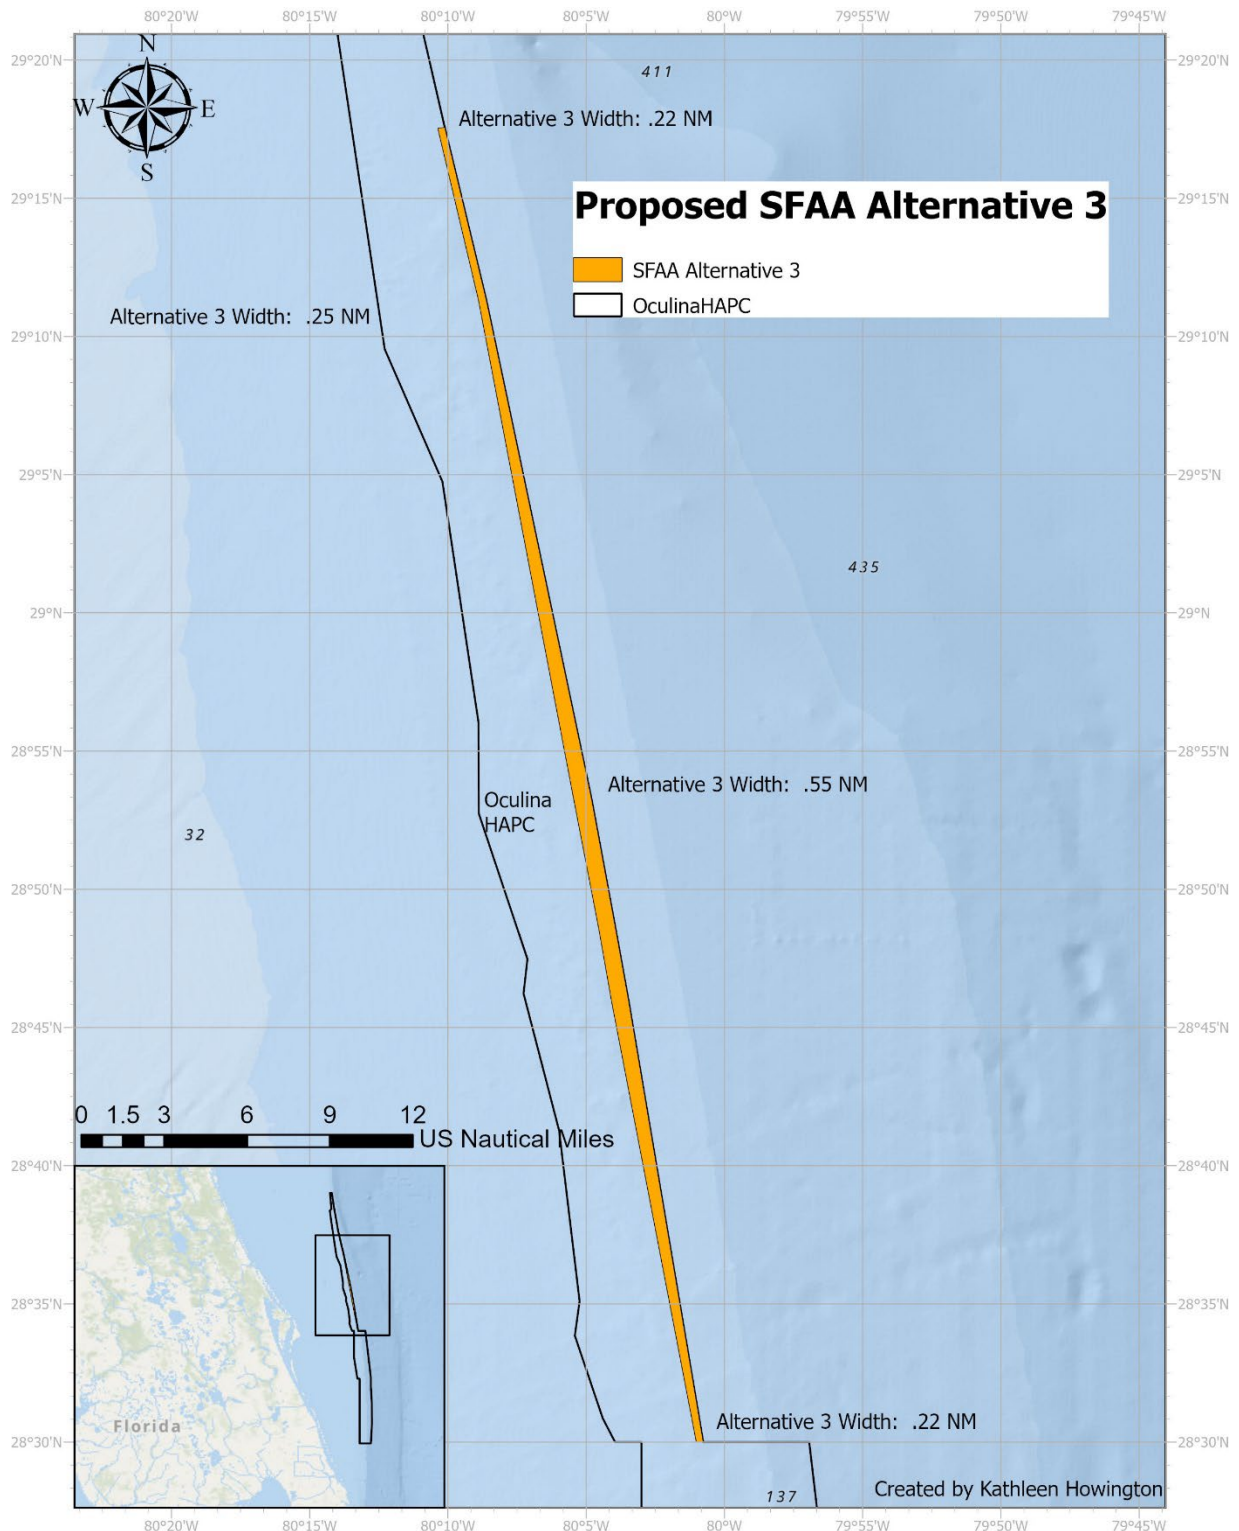 80°20'W 80°15'W 80°10'W 80°5'W 80°W 79°55'W 79°50'W 79°45'W
29°20'N 29°20'N
N
W E
S
411
Alternative 3 Width: .22 NM
29°15'N 29°15'N
Proposed SFAA Alternative 3
SFAA Alternative 3
OculinaHAPC
Alternative 3 Width: .25 NM
29°10'N 29°10'N
29°5'N 29°5'N
435
29°N 29°N
28°55'N 28°55'N
Alternative 3 Width: .55 NM
Oculina
HAPC
32
28°50'N 28°50'N
28°45'N 28°45'N
0 1.5 3 6 9 12
US Nautical Miles
28°40'N 28°40'N
28°35'N 28°35'N
Florida
Alternative 3 Width: .22 NM
28°30'N 28°30'N
137
Created by Kathleen Howington
80°20'W 80°15'W 80°10'W 80°5'W 80°W 79°55'W 79°50'W 79°45'W